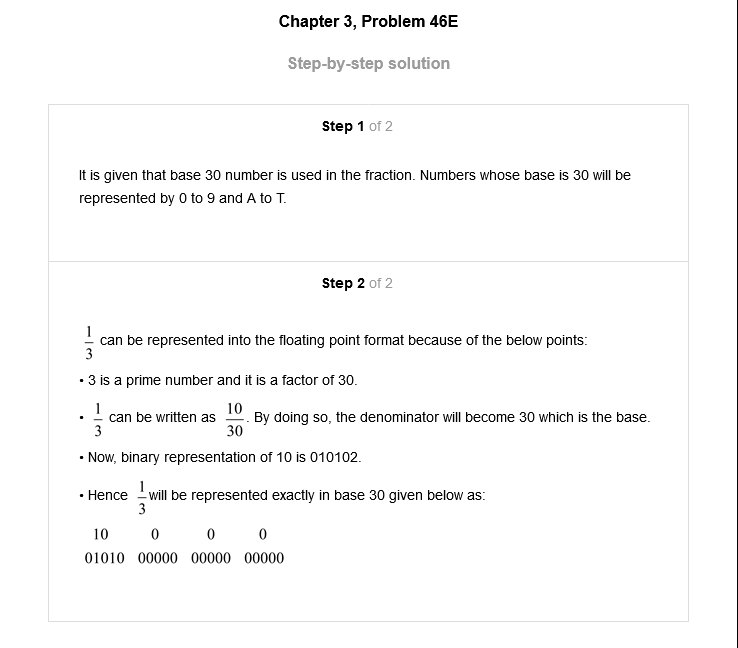 Chapter 3, Problem 46E
Step-by-step solution
Step 1 of 2
It is given that base 30 number is used in the fraction. Numbers whose base is 30 will be
represented by 0 to 9 and A to T.
Step 2 of 2
1/3 can be represented into the floating point format because of the below points:
• 3 is a prime number and it is a factor of 30.
• 1/3 can be written as 10/30. By doing so, the denominator will become 30 which is the base.
• Now, binary representation of 10 is 010102.
• Hence 1/3 will be represented exactly in base 30 given below as:
10 0 0 0
01010 00000 00000 00000